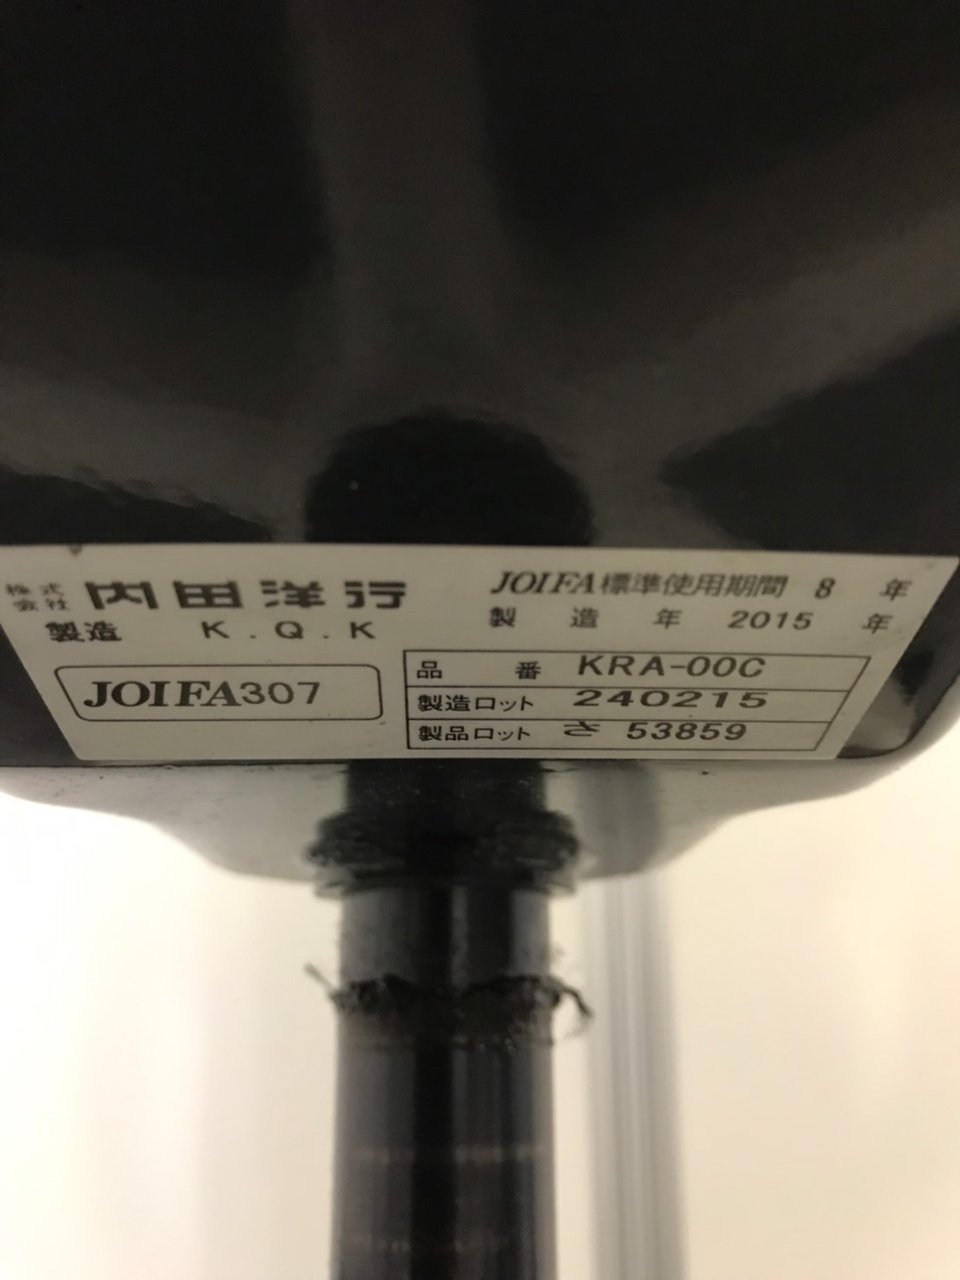 株式会社 内田洋行
製造 K.Q.K
JOIFA307
JOIFA標準使用期間 8 年
製造年 2015 年
品番 KRA-00C
製造ロット 240215
製品ロット さ 53859